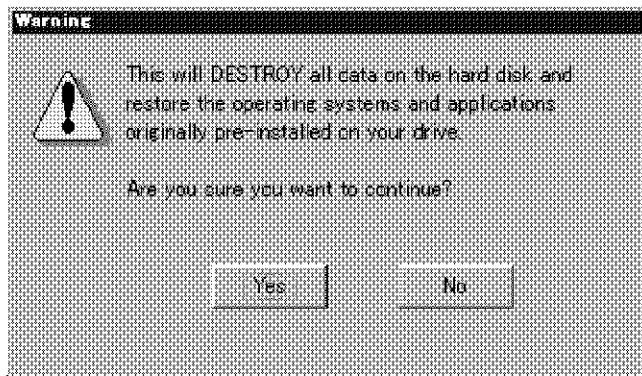 Warning
This will DESTROY all data on the hard disk and
restore the operating systems and applications
originally pre-installed on your drive.
Are you sure you want to continue?
Yes
No